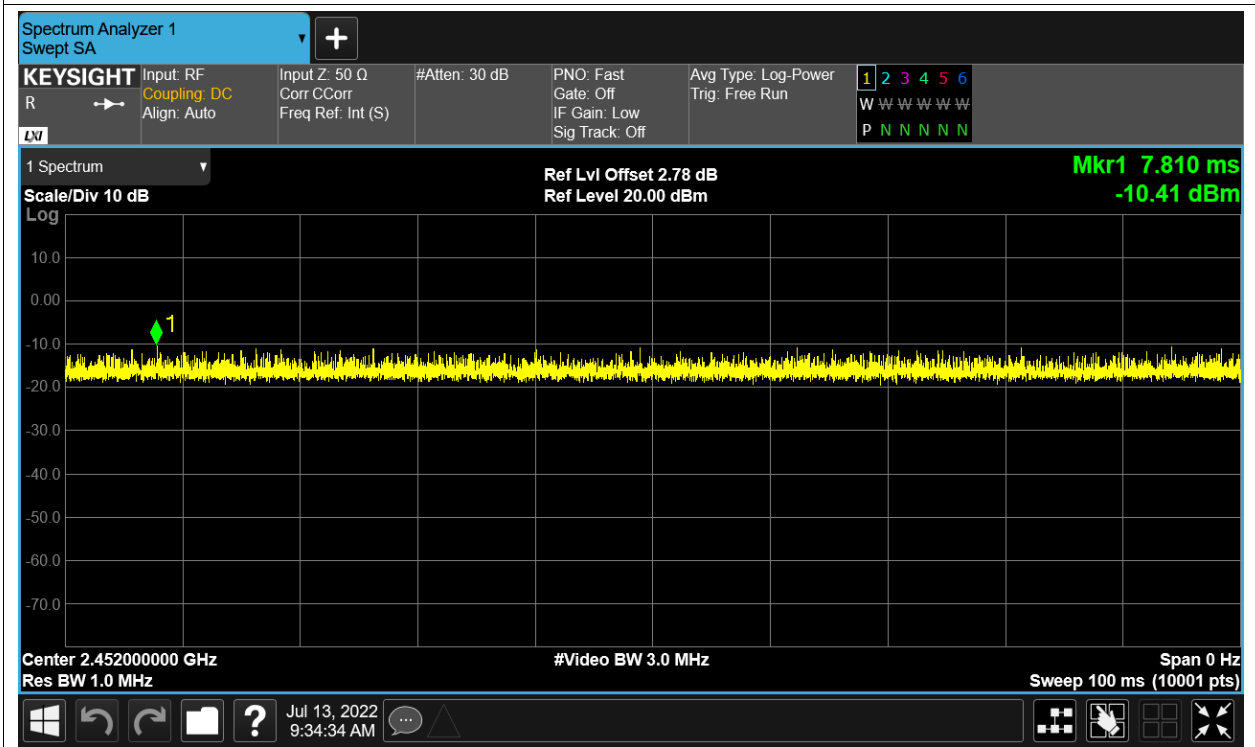 Spectrum Analyzer 1
Swept SA
KEYSIGHT
R
LXI
Input: RF
Coupling: DC
Align: Auto
Input Z: 50 Ω
Corr CCorr
Freq Ref: Int (S)
#Atten: 30 dB
PNO: Fast
Gate: Off
IF Gain: Low
Sig Track: Off
Avg Type: Log-Power
Trig: Free Run
1 2 3 4 5 6
W W W W W W
P N N N N N
1 Spectrum
Scale/Div 10 dB
Log
Ref Lvl Offset 2.78 dB
Ref Level 20.00 dBm
Mkr1 7.810 ms
-10.41 dBm
10.0
0.00
1
-10.0
-20.0
-30.0
-40.0
-50.0
-60.0
-70.0
Center 2.452000000 GHz
Res BW 1.0 MHz
#Video BW 3.0 MHz
Span 0 Hz
Sweep 100 ms (10001 pts)
?
Jul 13, 2022
9:34:34 AM